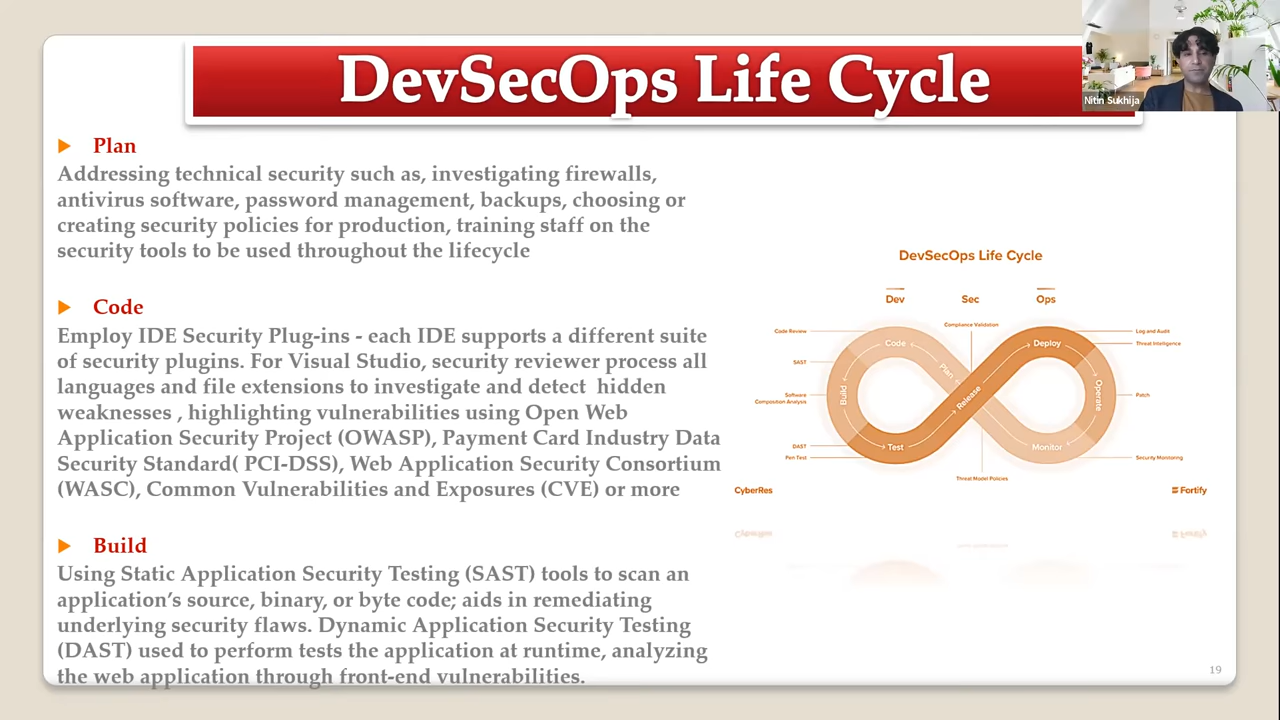 DevSecOps Life Cycle
Nitin Sukhija
Plan
Addressing technical security such as, investigating firewalls,
antivirus software, password management, backups, choosing or
creating security policies for production, training staff on the
security tools to be used throughout the lifecycle
Code
Employ IDE Security Plug-ins - each IDE supports a different suite
of security plugins. For Visual Studio, security reviewer process all
languages and file extensions to investigate and detect hidden
weaknesses , highlighting vulnerabilities using Open Web
Application Security Project (OWASP), Payment Card Industry Data
Security Standard( PCI-DSS), Web Application Security Consortium
(WASC), Common Vulnerabilities and Exposures (CVE) or more
Build
Using Static Application Security Testing (SAST) tools to scan an
application’s source, binary, or byte code; aids in remediating
underlying security flaws. Dynamic Application Security Testing
(DAST) used to perform tests the application at runtime, analyzing
the web application through front-end vulnerabilities.
DevSecOps Life Cycle
Dev
Sec
Ops
Compliance Validation
Code Review
SAST
Software
Composition Analysis
DAST
Pen Test
Code
Plan
Build
Test
Release
Deploy
Operate
Monitor
Log and Audit
Threat Intelligence
Patch
Security Monitoring
Threat Model Policies
CyberRes
Fortify
19